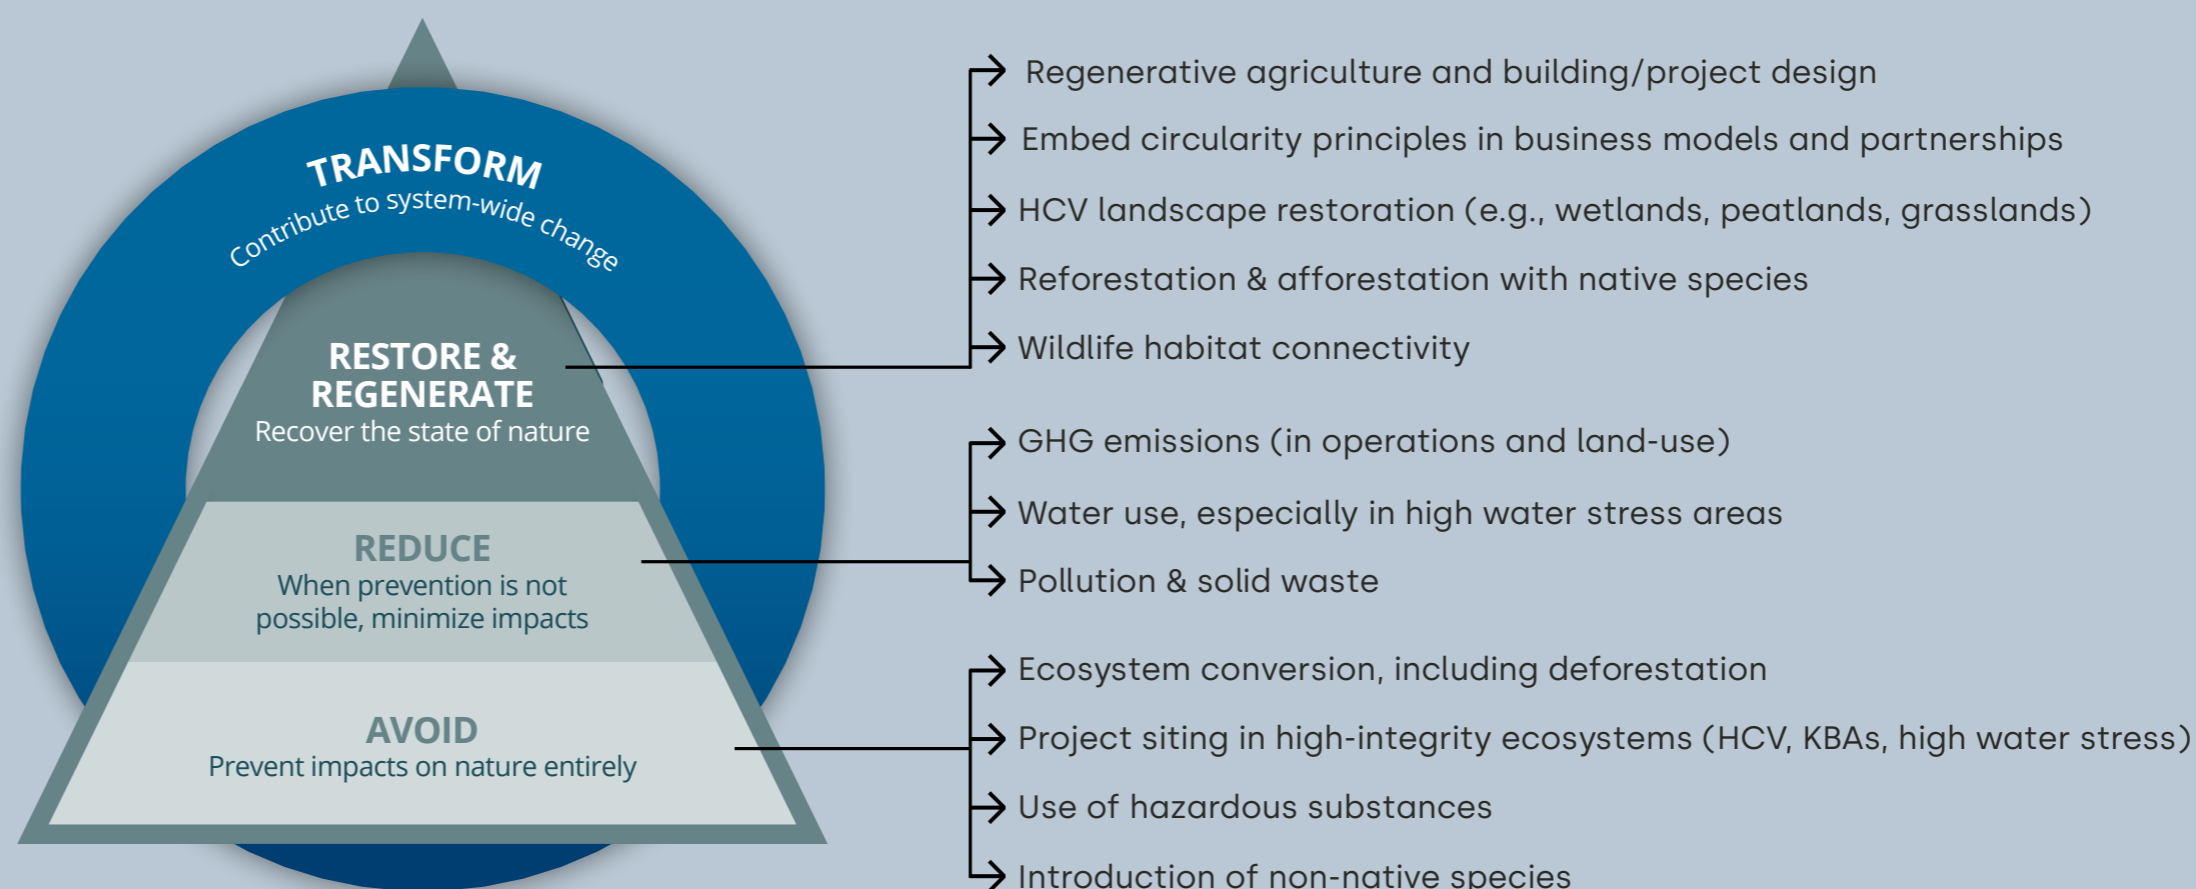 TRANSFORM
Contribute to system-wide change
RESTORE &
REGENERATE
Recover the state of nature
REDUCE
When prevention is not
possible, minimize impacts
AVOID
Prevent impacts on nature entirely
Regenerative agriculture and building/project design
Embed circularity principles in business models and partnerships
HCV landscape restoration (e.g., wetlands, peatlands, grasslands)
Reforestation & afforestation with native species
Wildlife habitat connectivity
GHG emissions (in operations and land-use)
Water use, especially in high water stress areas
Pollution & solid waste
Ecosystem conversion, including deforestation
Project siting in high-integrity ecosystems (HCV, KBAs, high water stress)
Use of hazardous substances
Introduction of non-native species